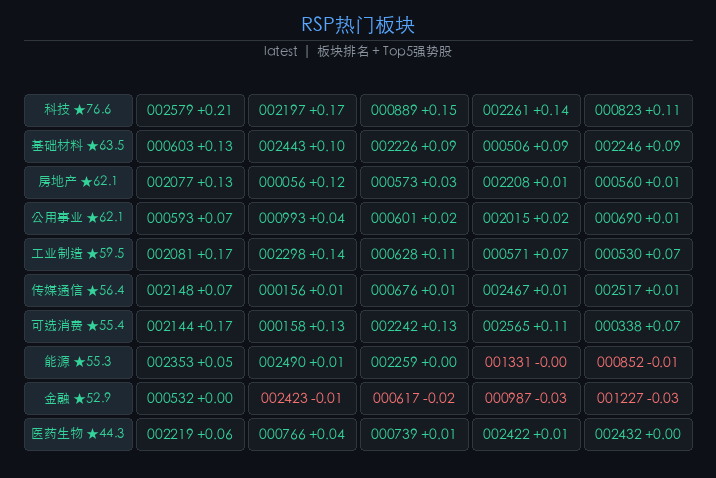 RSP热门板块
latest | 板块排名+Top5强势股
科技 ★76.6 002579 +0.21 002197 +0.17 000889 +0.15 002261 +0.14 000823 +0.11
基础材料 ★63.5 000603 +0.13 002443 +0.10 002226 +0.09 000506 +0.09 002246 +0.09
房地产 ★62.1 002077 +0.13 000056 +0.12 000573 +0.03 002208 +0.01 000560 +0.01
公用事业 ★62.1 000593 +0.07 000993 +0.04 000601 +0.02 002015 +0.02 000690 +0.01
工业制造 ★59.5 002081 +0.17 002298 +0.14 000628 +0.11 000571 +0.07 000530 +0.07
传媒通信 ★56.4 002148 +0.07 000156 +0.01 000676 +0.01 002467 +0.01 002517 +0.01
可选消费 ★55.4 002144 +0.17 000158 +0.13 002242 +0.13 002565 +0.11 000338 +0.07
能源 ★55.3 002353 +0.05 002490 +0.01 002259 +0.00 001331 -0.00 000852 -0.01
金融 ★52.9 000532 +0.00 002423 -0.01 000617 -0.02 000987 -0.03 001227 -0.03
医药生物 ★44.3 002219 +0.06 000766 +0.04 000739 +0.01 002422 +0.01 002432 +0.00